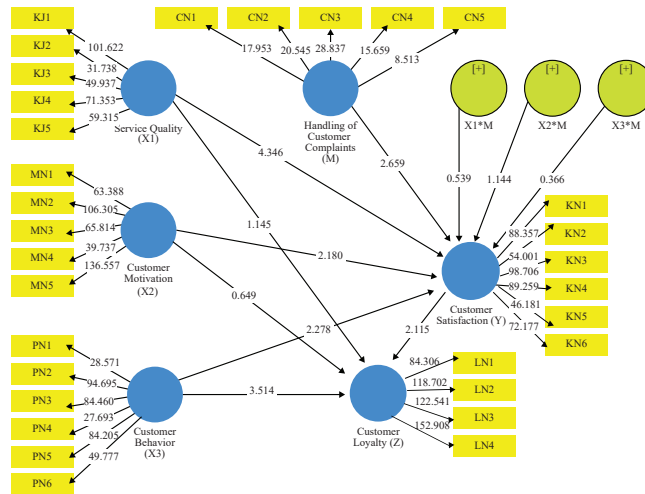 KJ1
KJ2
KJ3
KJ4
KJ5
101.622
31.738
49.937
71.353
59.315
Service Quality
(X1)
CN1
CN2
CN3
CN4
CN5
17.953
20.545
28.837
15.659
8.513
Handling of
Customer
Complaints
(M)
[+]
X1*M
[+]
X2*M
[+]
X3*M
4.346
2.659
0.539
1.144
0.366
MN1
MN2
MN3
MN4
MN5
63.388
106.305
65.814
39.737
136.557
Customer
Motivation
(X2)
1.145
2.180
0.649
KN1
KN2
KN3
KN4
KN5
KN6
88.357
54.001
98.706
89.259
46.181
72.177
Customer
Satisfaction (Y)
PN1
PN2
PN3
PN4
PN5
PN6
28.571
94.695
84.460
27.693
84.205
49.777
Customer
Behavior
(X3)
2.278
2.115
3.514
LN1
LN2
LN3
LN4
84.306
118.702
122.541
152.908
Customer
Loyalty (Z)